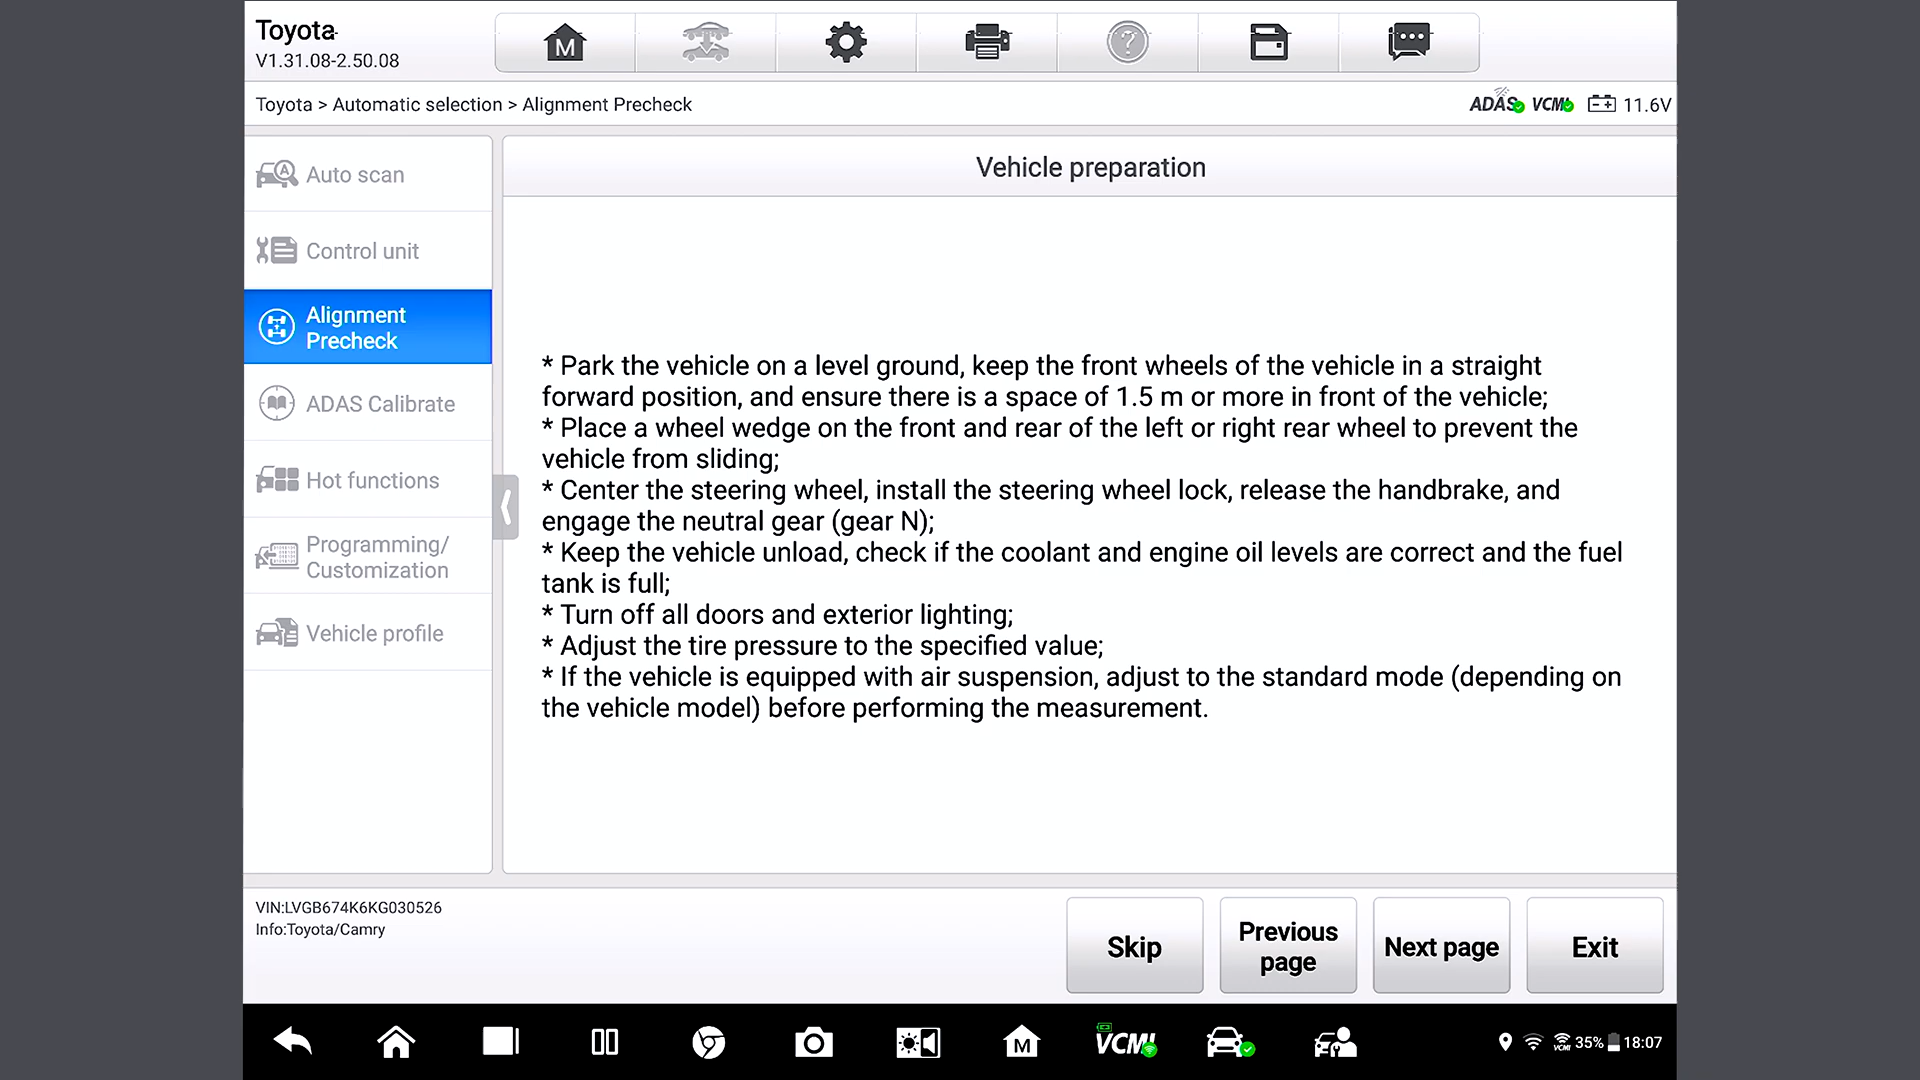 Toyota
V1.31.08-2.50.08
M
?
Toyota > Automatic selection > Alignment Precheck
ADAS VCMI 11.6V
A
Auto scan
Control unit
Alignment
Precheck
ADAS Calibrate
Hot functions
Programming/
Customization
Vehicle profile
Vehicle preparation
* Park the vehicle on a level ground, keep the front wheels of the vehicle in a straight
forward position, and ensure there is a space of 1.5 m or more in front of the vehicle;
* Place a wheel wedge on the front and rear of the left or right rear wheel to prevent the
vehicle from sliding;
* Center the steering wheel, install the steering wheel lock, release the handbrake, and
engage the neutral gear (gear N);
* Keep the vehicle unload, check if the coolant and engine oil levels are correct and the fuel
tank is full;
* Turn off all doors and exterior lighting;
* Adjust the tire pressure to the specified value;
* If the vehicle is equipped with air suspension, adjust to the standard mode (depending on
the vehicle model) before performing the measurement.
VIN:LVGB674K6KG030526
Info:Toyota/Camry
Skip
Previous
page
Next page
Exit
M
VCMI
VCMI
35%
18:07